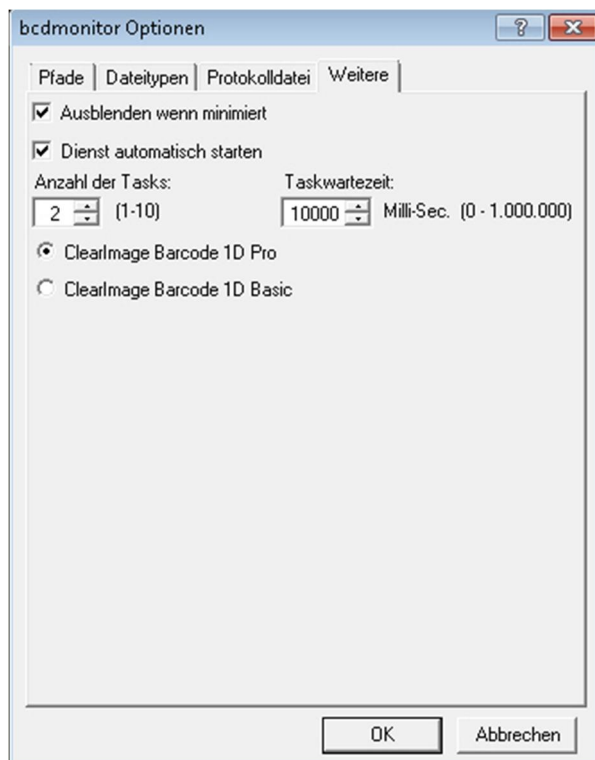 bcdmonitor Optionen
Pfade Dateitypen Protokolldatei Weitere
Ausblenden wenn minimiert
Dienst automatisch starten
Anzahl der Tasks: Taskwartezeit:
2 (1-10) 10000 Milli-Sec. (0 - 1.000.000)
ClearImage Barcode 1D Pro
ClearImage Barcode 1D Basic
OK Abbrechen